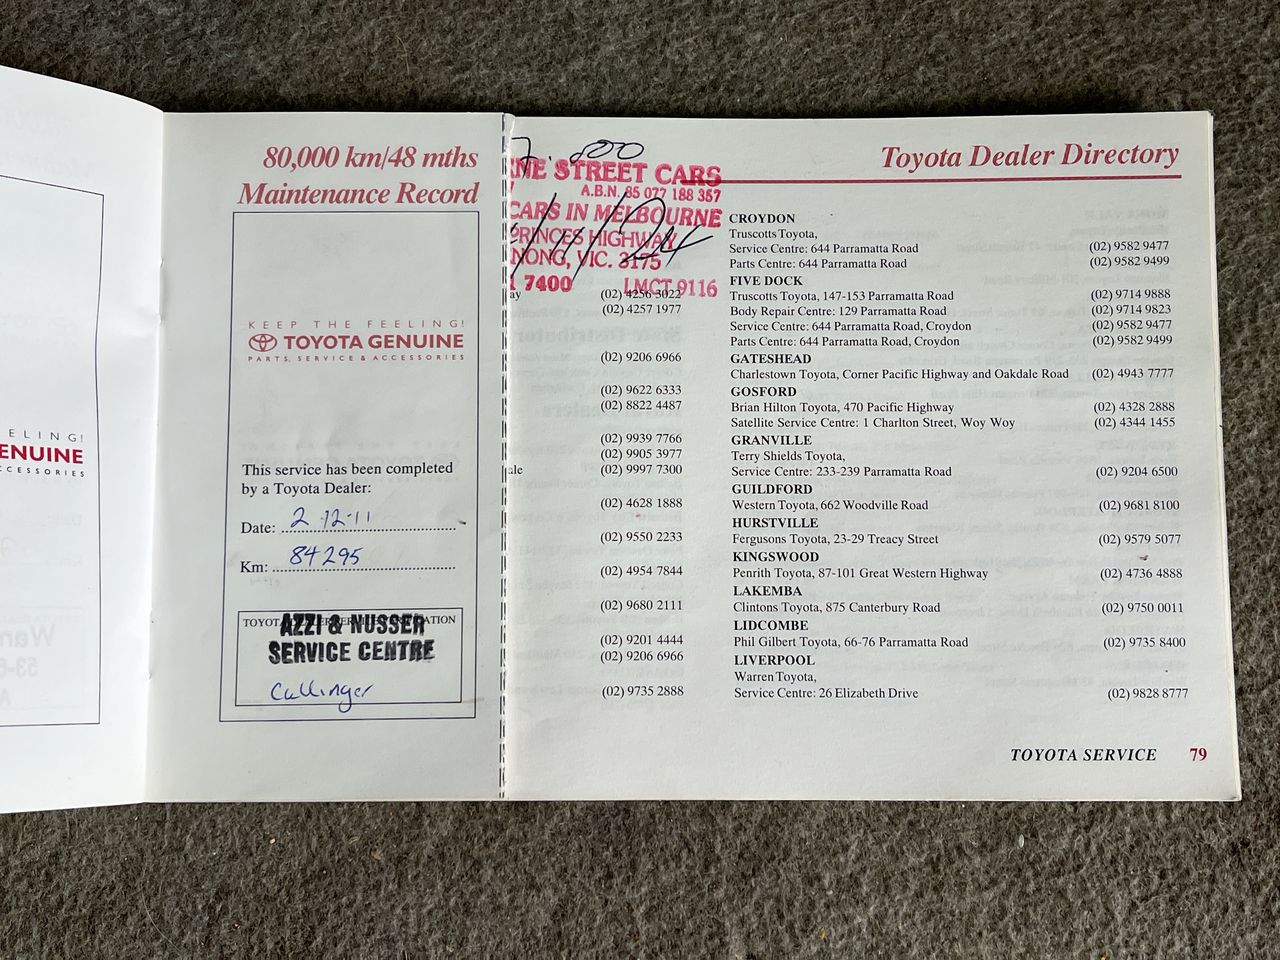 ELING!
ENUINE
CCESSORIES
80,000 km/48 mths
Maintenance Record
KEEP THE FEELING!
TOYOTA GENUINE
PARTS, SERVICE & ACCESSORIES
This service has been completed
by a Toyota Dealer:
Date: 2.12.11
Km: 84295
AZZI & NUSSER
SERVICE CENTRE
Toyota Dealer Directory
NE STREET CARS
A.B.N. 85 077 188 357
CARS IN MELBOURNE
PRINCES HIGHWAY
NONG, VIC. 3175
7400 LMCT 9116
ay (02) 4256 3022
(02) 4257 1977
(02) 9206 6966
(02) 9622 6333
(02) 8822 4487
(02) 9939 7766
(02) 9905 3977
ale (02) 9997 7300
(02) 4628 1888
(02) 9550 2233
(02) 4954 7844
(02) 9680 2111
(02) 9201 4444
(02) 9206 6966
(02) 9735 2888
CROYDON
Truscotts Toyota,
Service Centre: 644 Parramatta Road (02) 9582 9477
Parts Centre: 644 Parramatta Road (02) 9582 9499
FIVE DOCK
Truscotts Toyota, 147-153 Parramatta Road (02) 9714 9888
Body Repair Centre: 129 Parramatta Road (02) 9714 9823
Service Centre: 644 Parramatta Road, Croydon (02) 9582 9477
Parts Centre: 644 Parramatta Road, Croydon (02) 9582 9499
GATESHEAD
Charlestown Toyota, Corner Pacific Highway and Oakdale Road (02) 4943 7777
GOSFORD
Brian Hilton Toyota, 470 Pacific Highway (02) 4328 2888
Satellite Service Centre: 1 Charlton Street, Woy Woy (02) 4344 1455
GRANVILLE
Terry Shields Toyota,
Service Centre: 233-239 Parramatta Road (02) 9204 6500
GUILDFORD
Western Toyota, 662 Woodville Road (02) 9681 8100
HURSTVILLE
Fergusons Toyota, 23-29 Treacy Street (02) 9579 5077
KINGSWOOD
Penrith Toyota, 87-101 Great Western Highway (02) 4736 4888
LAKEMBA
Clintons Toyota, 875 Canterbury Road (02) 9750 0011
LIDCOMBE
Phil Gilbert Toyota, 66-76 Parramatta Road (02) 9735 8400
LIVERPOOL
Warren Toyota,
Service Centre: 26 Elizabeth Drive (02) 9828 8777
TOYOTA SERVICE 79